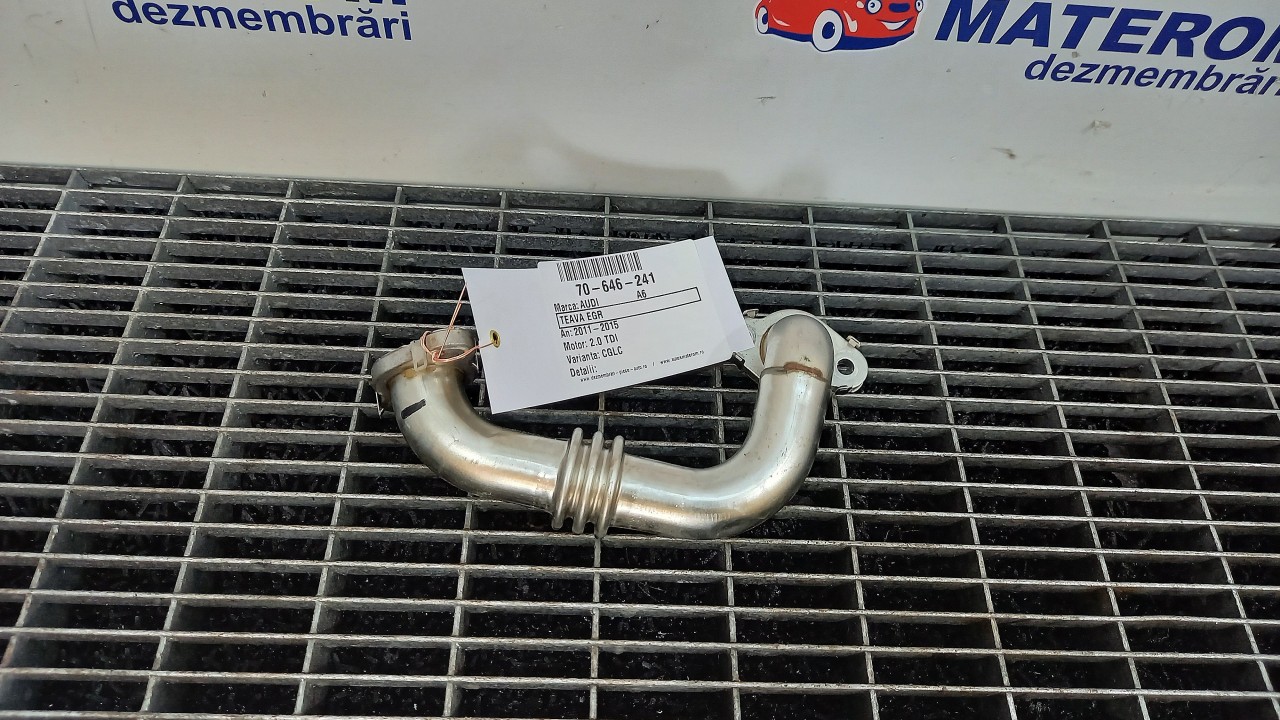 dezmembrări
MATEROM
dezmembrări
70-646-241
Marca: AUDI A6
TEAVA EGR
An: 2011-2015
Motor: 2.0 TDI
Varianta: CGLC
Detalii: